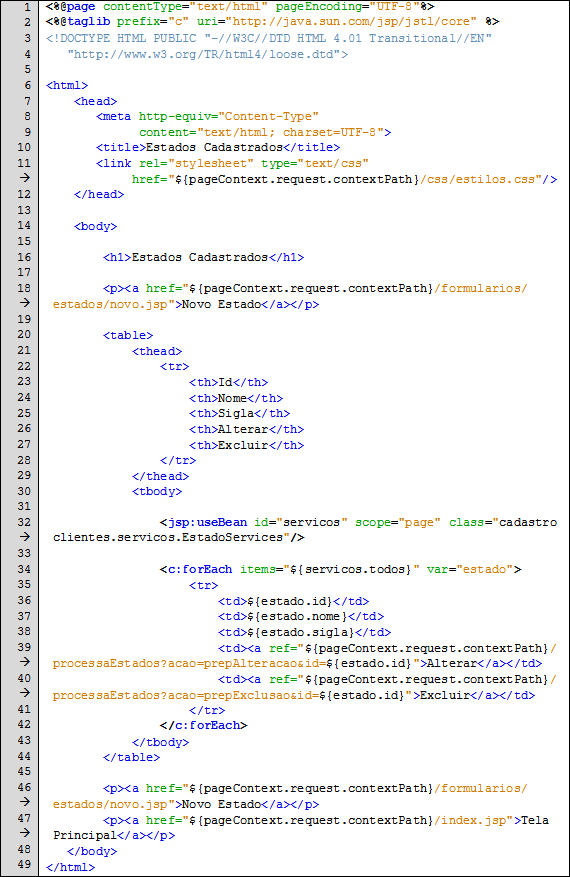 1 <%@page contentType="text/html" pageEncoding="UTF-8"%>
2 <%@taglib prefix="c" uri="http://java.sun.com/jsp/jstl/core" %>
3 <!DOCTYPE HTML PUBLIC "-//W3C//DTD HTML 4.01 Transitional//EN"
4 "http://www.w3.org/TR/html4/loose.dtd">
5
6 <html>
7 <head>
8 <meta http-equiv="Content-Type"
9 content="text/html; charset=UTF-8">
10 <title>Estados Cadastrados</title>
11 <link rel="stylesheet" type="text/css"
→ href="${pageContext.request.contextPath}/css/estilos.css"/>
12 </head>
13
14 <body>
15
16 <h1>Estados Cadastrados</h1>
17
18 <p><a href="${pageContext.request.contextPath}/formularios/
→ estados/novo.jsp">Novo Estado</a></p>
19
20 <table>
21 <thead>
22 <tr>
23 <th>Id</th>
24 <th>Nome</th>
25 <th>Sigla</th>
26 <th>Alterar</th>
27 <th>Excluir</th>
28 </tr>
29 </thead>
30 <tbody>
31
32 <jsp:useBean id="servicos" scope="page" class="cadastro
→ clientes.servicos.EstadoServices"/>
33
34 <c:forEach items="${servicos.todos}" var="estado">
35 <tr>
36 <td>${estado.id}</td>
37 <td>${estado.nome}</td>
38 <td>${estado.sigla}</td>
39 <td><a ref="${pageContext.request.contextPath}/
→ processaEstados?acao=prepAlteracao&id=${estado.id}">Alterar</a></td>
40 <td><a ref="${pageContext.request.contextPath}/
→ processaEstados?acao=prepExclusao&id=${estado.id}">Excluir</a></td>
41 </tr>
42 </c:forEach>
43 </tbody>
44 </table>
45
46 <p><a href="${pageContext.request.contextPath}/formularios/
→ estados/novo.jsp">Novo Estado</a></p>
47 <p><a href="${pageContext.request.contextPath}/index.jsp">Tela
→ Principal</a></p>
48 </body>
49 </html>